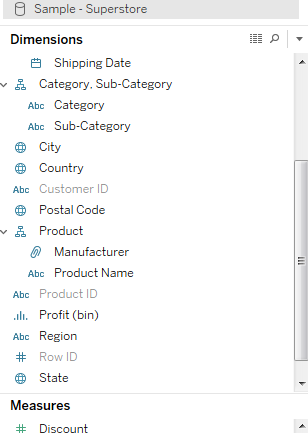 Sample - Superstore
Dimensions
Shipping Date
Category, Sub-Category
Abc Category
Abc Sub-Category
City
Country
Abc Customer ID
Postal Code
Product
Manufacturer
Abc Product Name
Abc Product ID
Profit (bin)
Abc Region
# Row ID
State
Measures
# Discount